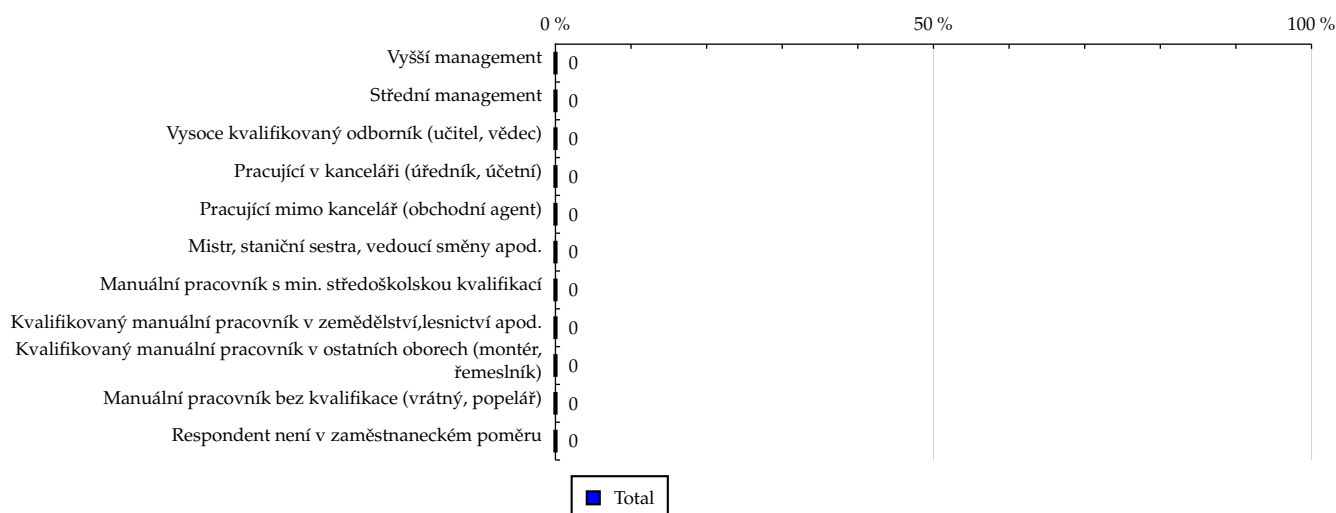 0 % 50 % 100 %
Vyšší management 0
Střední management 0
Vysoce kvalifikovaný odborník (učitel, vědec) 0
Pracující v kanceláři (úředník, účetní) 0
Pracující mimo kancelář (obchodní agent) 0
Mistr, staniční sestra, vedoucí směny apod. 0
Manuální pracovník s min. středoškolskou kvalifikací 0
Kvalifikovaný manuální pracovník v zemědělství,lesnictví apod. 0
Kvalifikovaný manuální pracovník v ostatních oborech (montér,
řemeslník) 0
Manuální pracovník bez kvalifikace (vrátný, popelář) 0
Respondent není v zaměstnaneckém poměru 0
Total